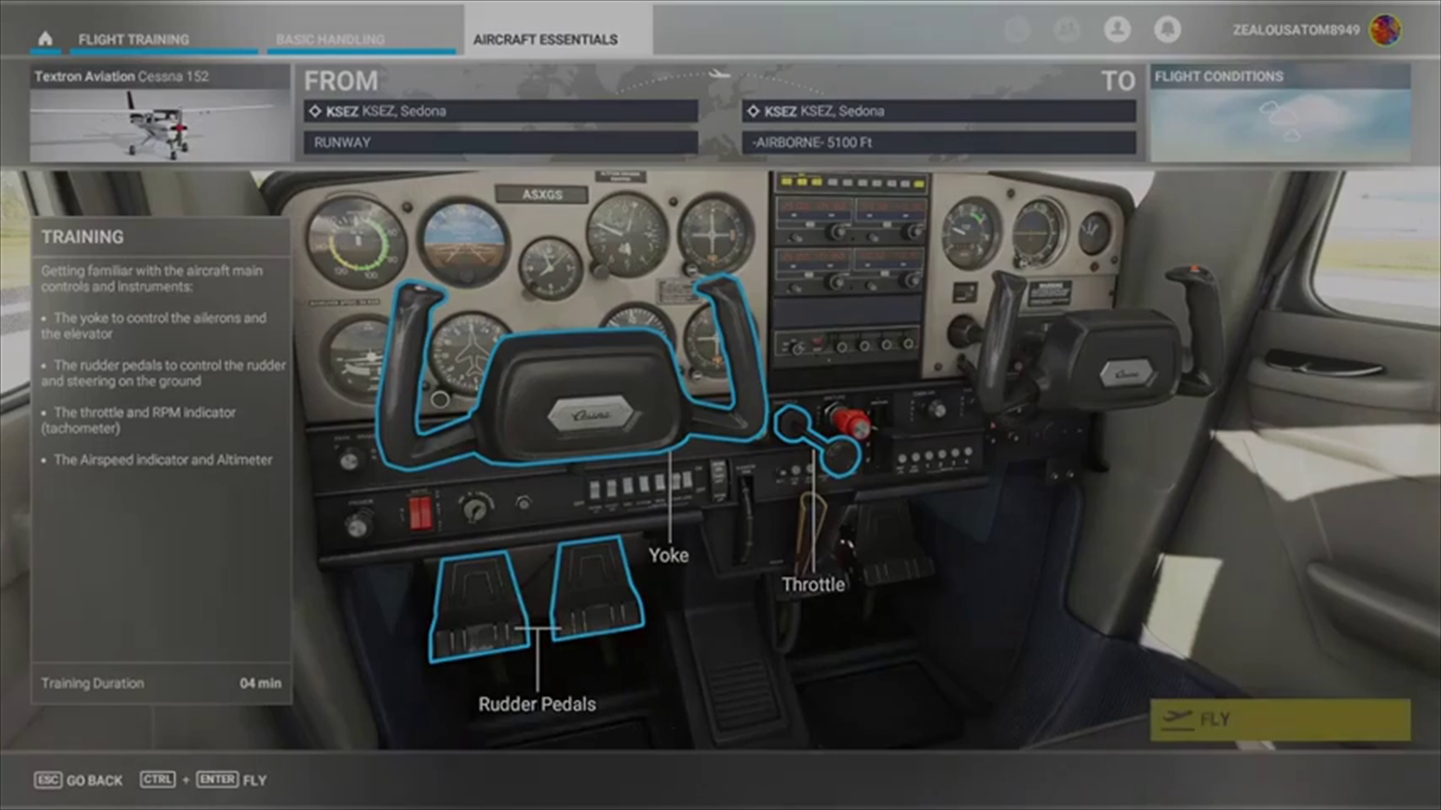 FLIGHT TRAINING
BASIC HANDLING
AIRCRAFT ESSENTIALS
ZEALOUSATOM8949
Textron Aviation Cessna 152
FROM
KSEZ KSEZ, Sedona
RUNWAY
TO
KSEZ KSEZ, Sedona
-AIRBORNE- 5100 Ft
FLIGHT CONDITIONS
ASXGS
TRAINING
Getting familiar with the aircraft main
controls and instruments:
• The yoke to control the ailerons and
the elevator
• The rudder pedals to control the rudder
and steering on the ground
• The throttle and RPM indicator
(tachometer)
• The Airspeed indicator and Altimeter
Training Duration 04 min
Cessna
Cessna
WARNING
Yoke
Throttle
Rudder Pedals
FLY
ESC GO BACK CTRL + ENTER FLY